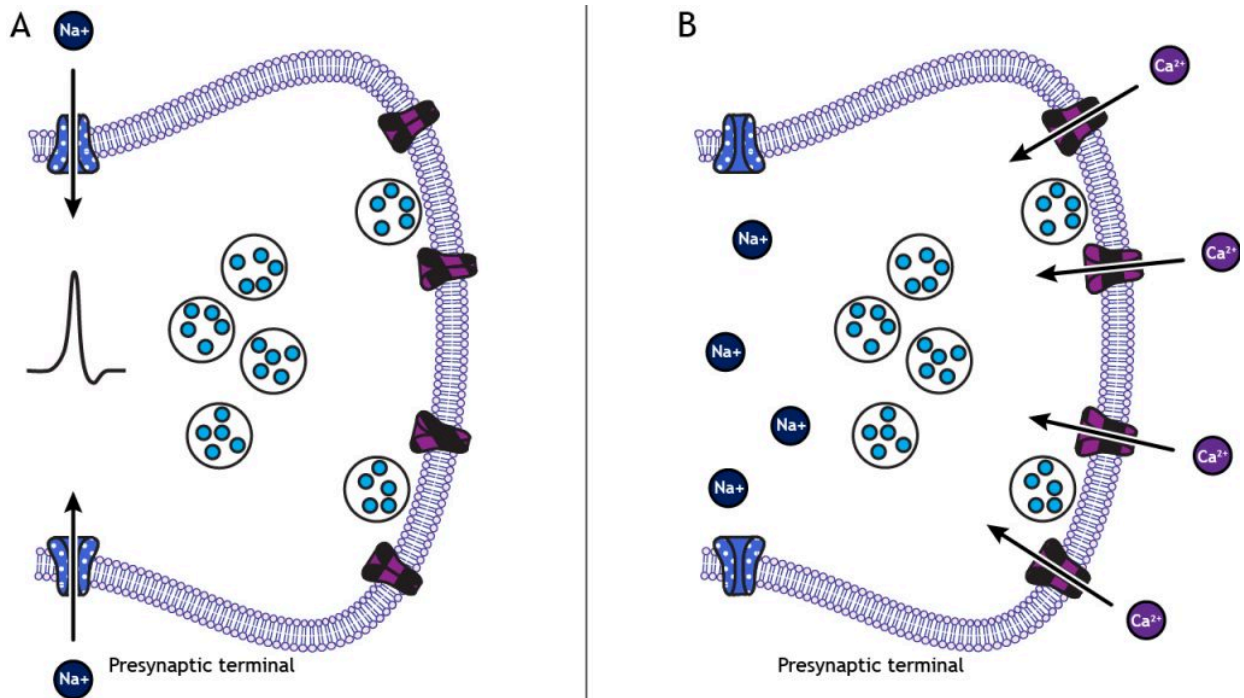 A
Na+
Na+
Presynaptic terminal
B
Ca²⁺
Na+
Ca²⁺
Na+
Na+
Ca²⁺
Na+
Ca²⁺
Presynaptic terminal